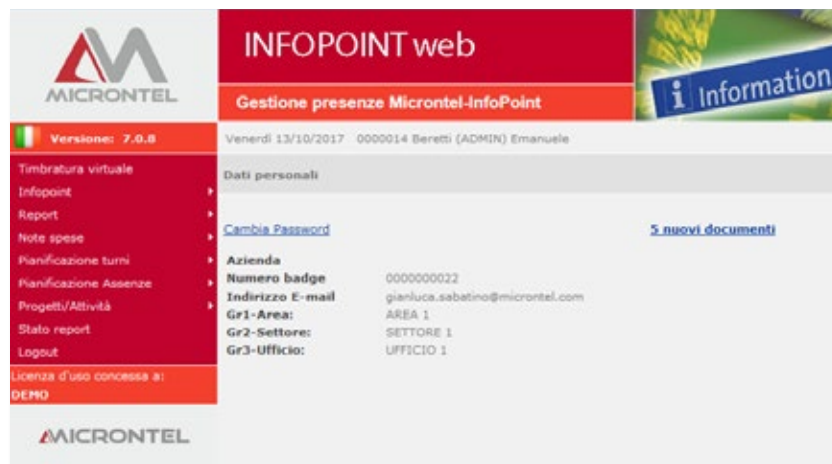 MICRONTEL
INFOPOINT web
Gestione presenze Microntel-InfoPoint
i Information
Versione: 7.0.8
Venerdì 13/10/2017 0000014 Beretti (ADMIN) Emanuele
Timbratura virtuale
Infopoint
Report
Note spese
Pianificazione turni
Pianificazione Assenze
Progetti/Attività
Stato report
Logout
Licenza d'uso concessa a:
DEMO
MICRONTEL
Dati personali
Cambia Password
5 nuovi documenti
Azienda
Numero badge 0000000022
Indirizzo E-mail gianluca.sabatino@microntel.com
Gr1-Area: AREA 1
Gr2-Settore: SETTORE 1
Gr3-Ufficio: UFFICIO 1